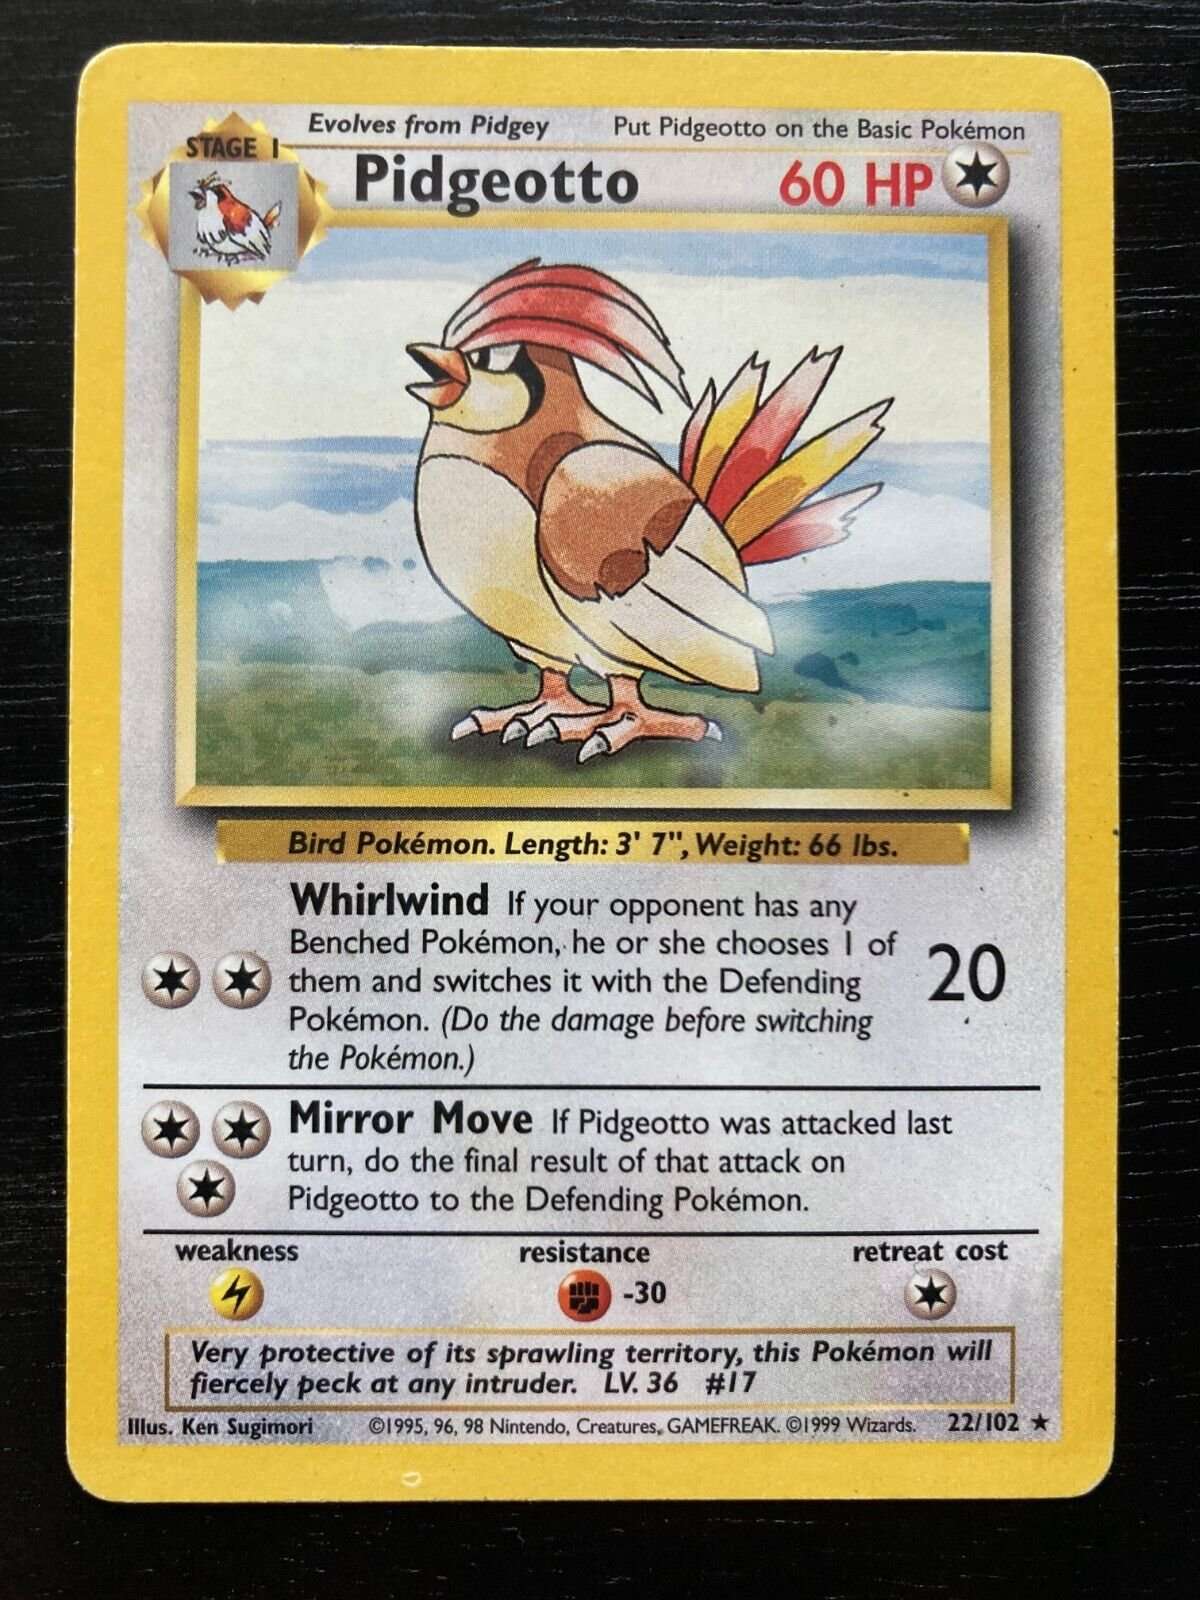 Evolves from Pidgey Put Pidgeotto on the Basic Pokémon
STAGE 1
Pidgeotto 60 HP
Bird Pokémon. Length: 3' 7", Weight: 66 lbs.
Whirlwind If your opponent has any
Benched Pokémon, he or she chooses 1 of
them and switches it with the Defending
Pokémon. (Do the damage before switching
the Pokémon.)
20
Mirror Move If Pidgeotto was attacked last
turn, do the final result of that attack on
Pidgeotto to the Defending Pokémon.
weakness resistance retreat cost
-30
Very protective of its sprawling territory, this Pokémon will
fiercely peck at any intruder. LV. 36 #17
Illus. Ken Sugimori ©1995, 96, 98 Nintendo, Creatures, GAMEFREAK. ©1999 Wizards. 22/102 ★